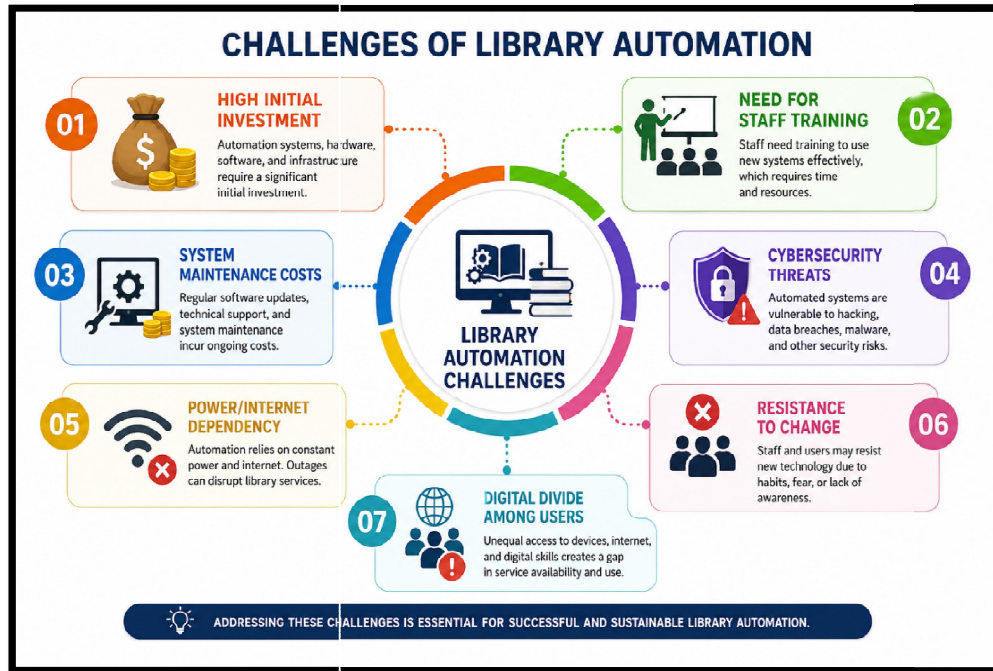 CHALLENGES OF LIBRARY AUTOMATION
01
HIGH INITIAL
INVESTMENT
Automation systems, hardware,
software, and infrastructure
require a significant
initial investment.
$
NEED FOR
STAFF TRAINING
Staff need training to use
new systems effectively,
which requires time
and resources.
02
03
SYSTEM
MAINTENANCE COSTS
Regular software updates,
technical support, and
system maintenance
incur ongoing costs.
CYBERSECURITY
THREATS
Automated systems are
vulnerable to hacking,
data breaches, malware,
and other security risks.
04
!
LIBRARY
AUTOMATION
CHALLENGES
05
POWER/INTERNET
DEPENDENCY
Automation relies on constant
power and internet. Outages
can disrupt library services.
RESISTANCE
TO CHANGE
Staff and users may resist
new technology due to
habits, fear, or lack of
awareness.
06
07
DIGITAL DIVIDE
AMONG USERS
Unequal access to devices, internet,
and digital skills creates a gap
in service availability and use.
!
ADDRESSING THESE CHALLENGES IS ESSENTIAL FOR SUCCESSFUL AND SUSTAINABLE LIBRARY AUTOMATION.